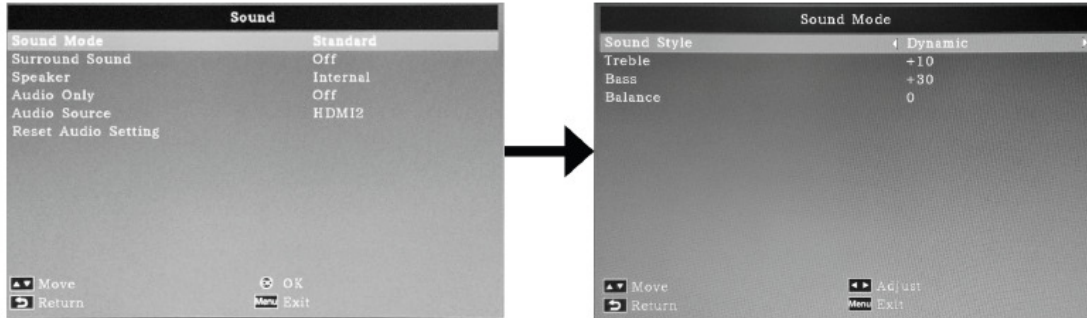 Sound
Sound Mode Standard
Surround Sound Off
Speaker Internal
Audio Only Off
Audio Source HDMI2
Reset Audio Setting
Move OK
Return Menu Exit
Sound Mode
Sound Style Dynamic
Treble +10
Bass +30
Balance 0
Move Adjust
Return Menu Exit